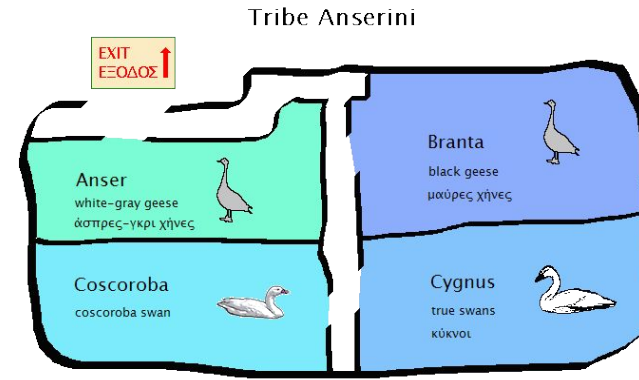 Tribe Anserini
EXIT
ΕΞΟΔΟΣ
Anser
white-gray geese
άσπρες-γκρι χήνες
Branta
black geese
μαύρες χήνες
Coscoroba
coscoroba swan
Cygnus
true swans
κύκνοι